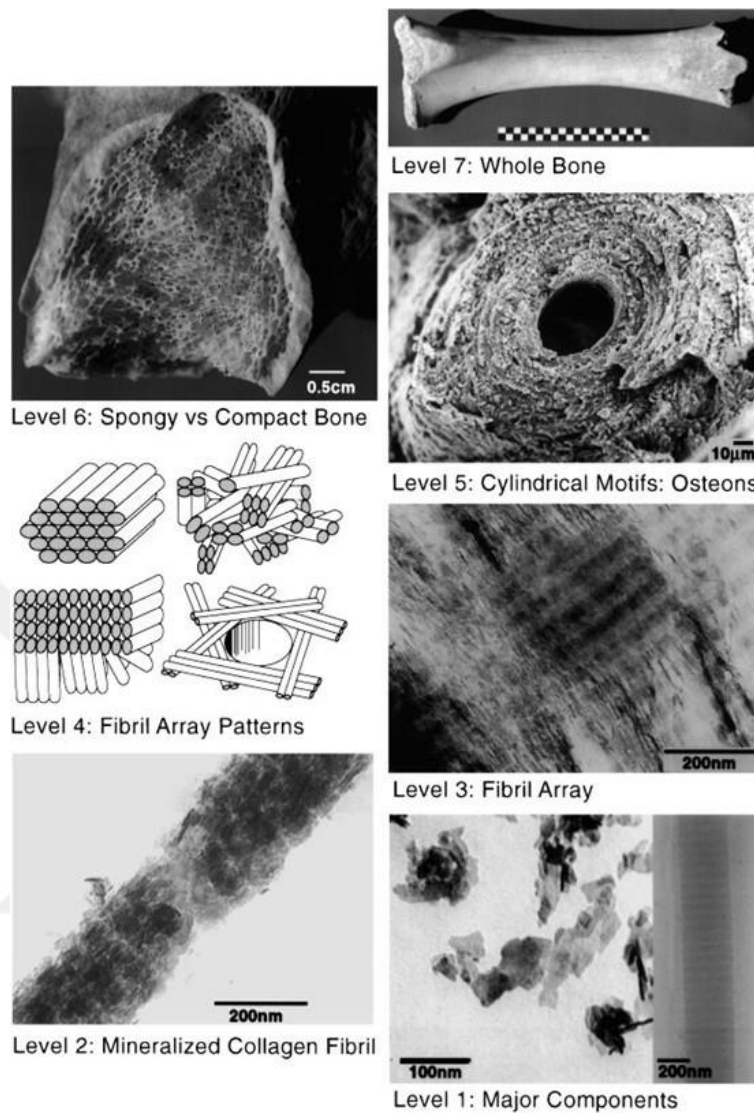 Level 7: Whole Bone
0.5cm
Level 6: Spongy vs Compact Bone
10μm
Level 5: Cylindrical Motifs: Osteons
Level 4: Fibril Array Patterns
200nm
Level 3: Fibril Array
200nm
Level 2: Mineralized Collagen Fibril
100nm
200nm
Level 1: Major Components